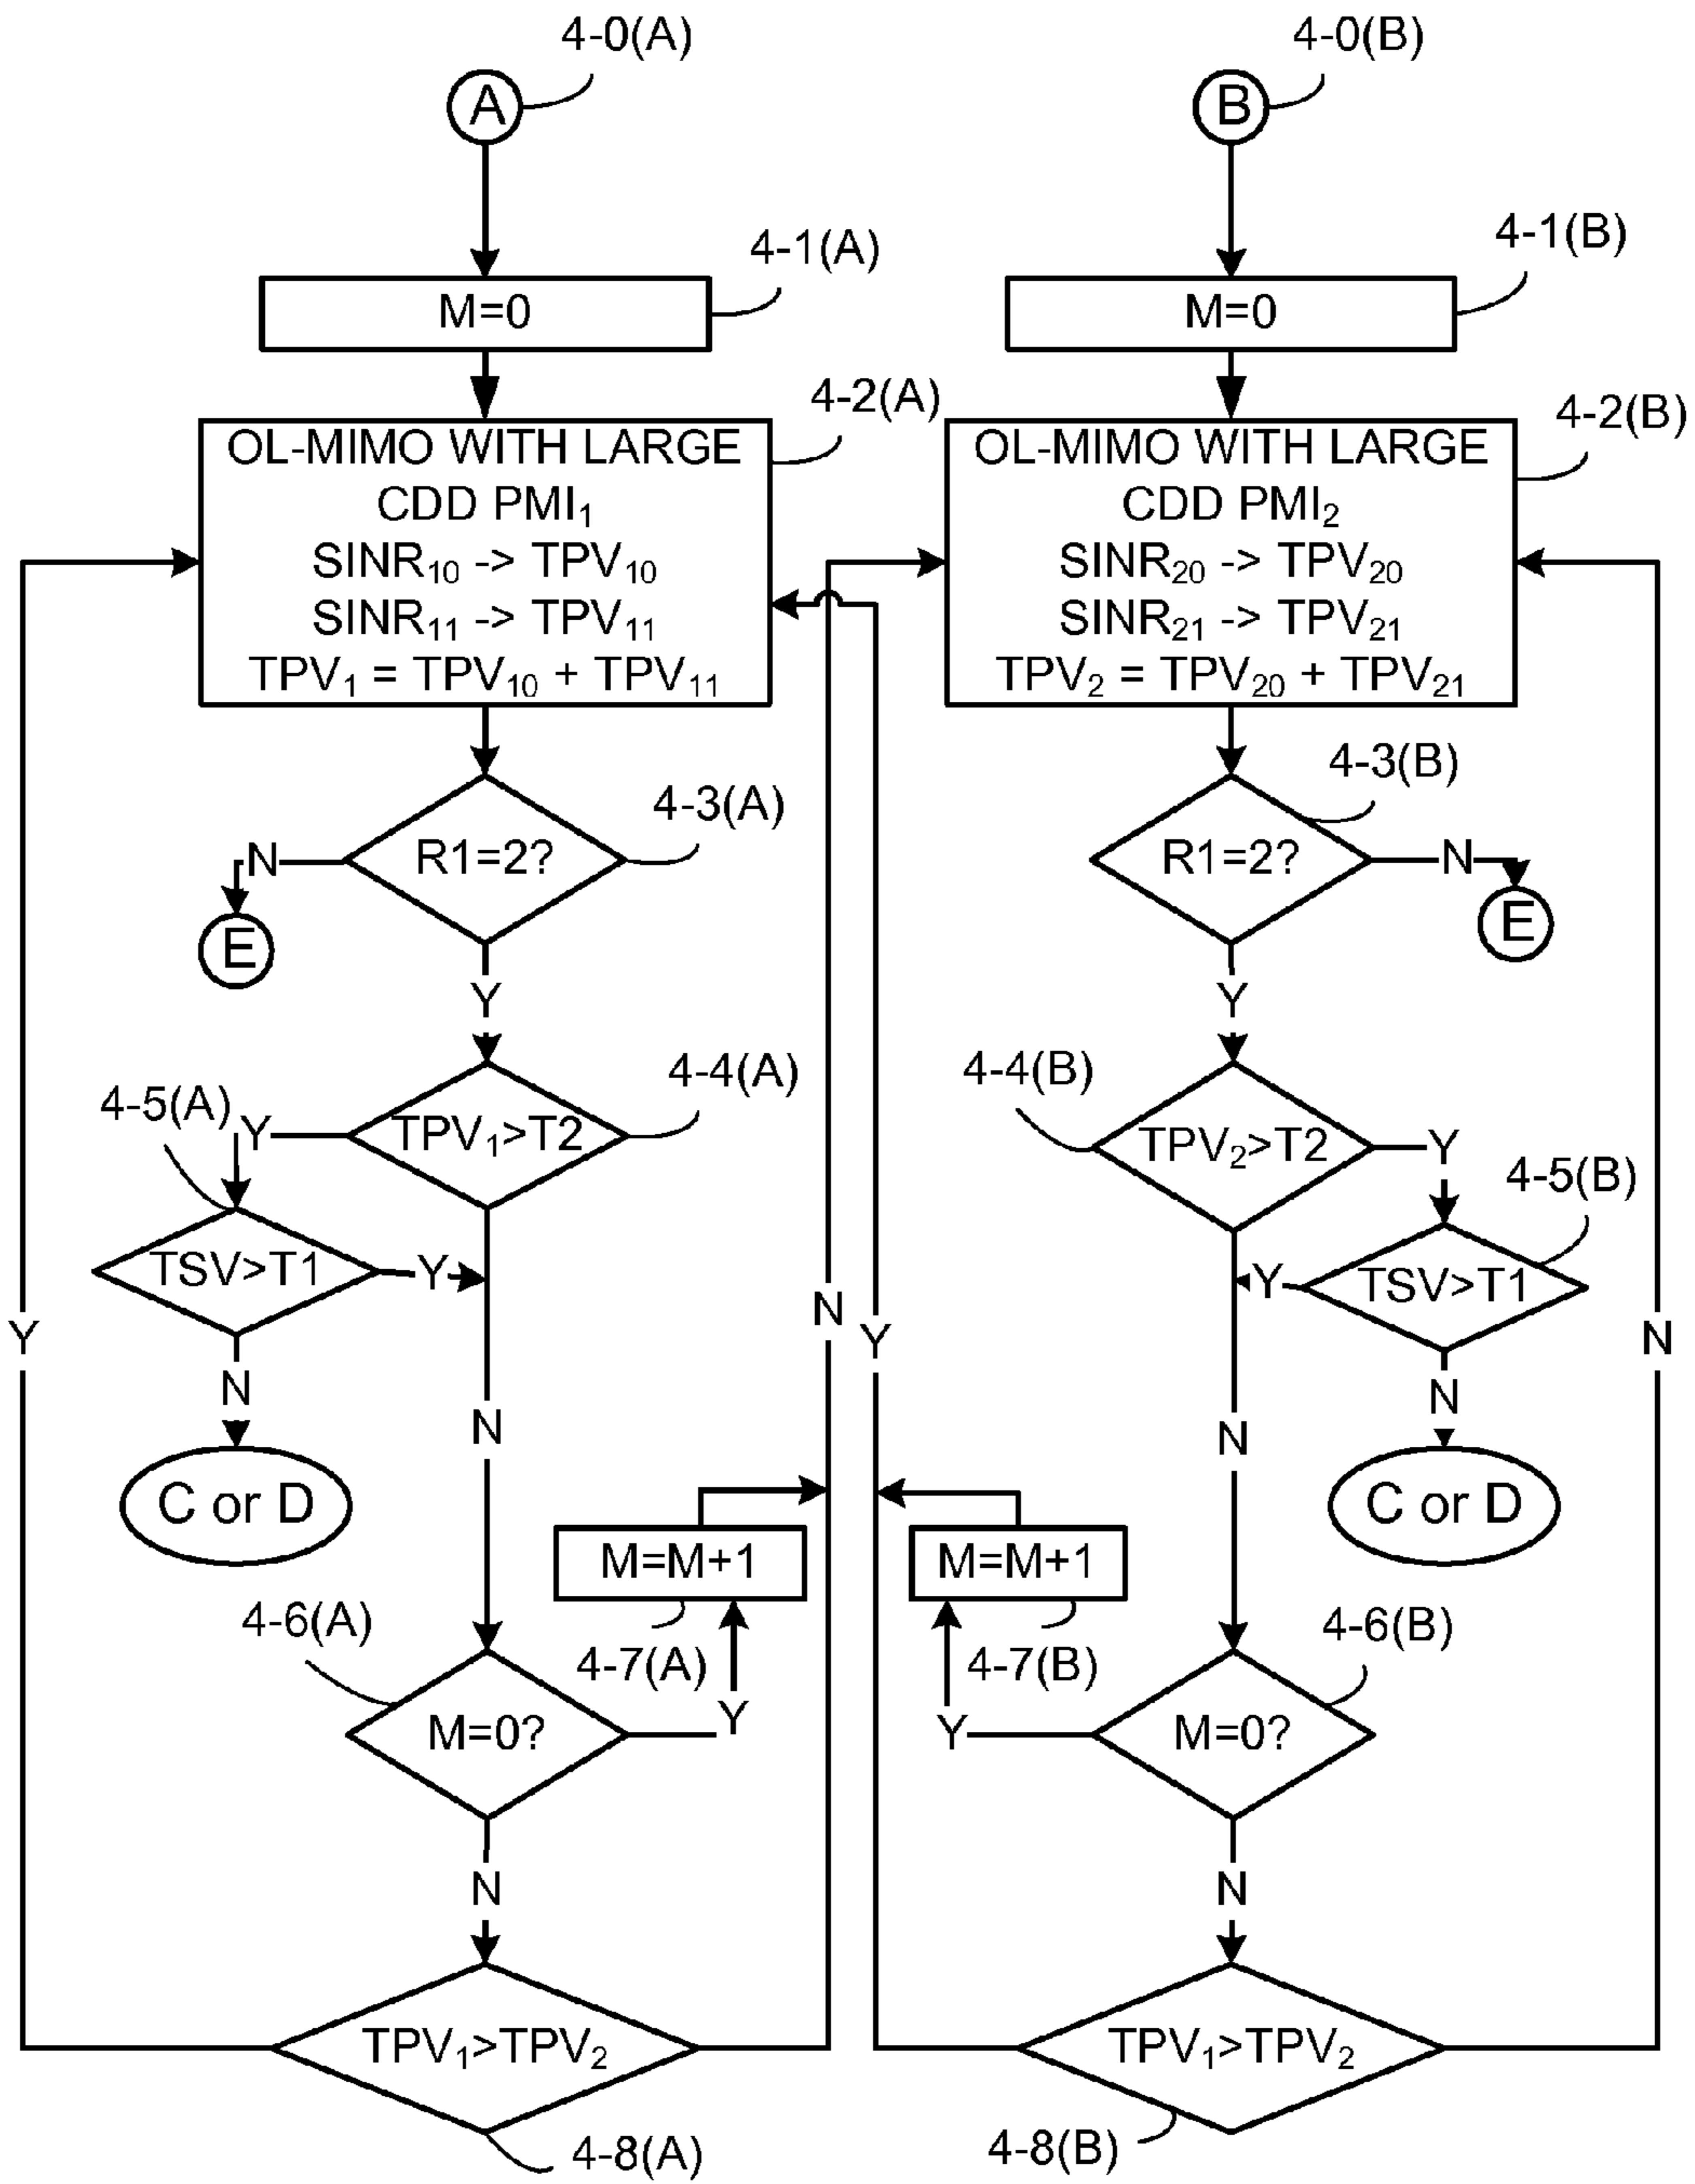 4-0(A)
A
4-1(A)
M=0
4-2(A)
OL-MIMO WITH LARGE
CDD PMI₁
SINR₁₀ -> TPV₁₀
SINR₁₁ -> TPV₁₁
TPV₁ = TPV₁₀ + TPV₁₁
4-3(A)
R1=2?
N
E
Y
4-4(A)
TPV₁>T2
4-5(A)
Y
TSV>T1
Y
N
C or D
N
Y
4-6(A)
M=0?
Y
4-7(A)
M=M+1
N
TPV₁>TPV₂
4-8(A)
N
4-0(B)
B
4-1(B)
M=0
4-2(B)
OL-MIMO WITH LARGE
CDD PMI₂
SINR₂₀ -> TPV₂₀
SINR₂₁ -> TPV₂₁
TPV₂ = TPV₂₀ + TPV₂₁
4-3(B)
R1=2?
N
E
Y
4-4(B)
TPV₂>T2
Y
4-5(B)
TSV>T1
Y
N
C or D
N
Y
4-6(B)
M=0?
Y
4-7(B)
M=M+1
N
TPV₁>TPV₂
4-8(B)
N